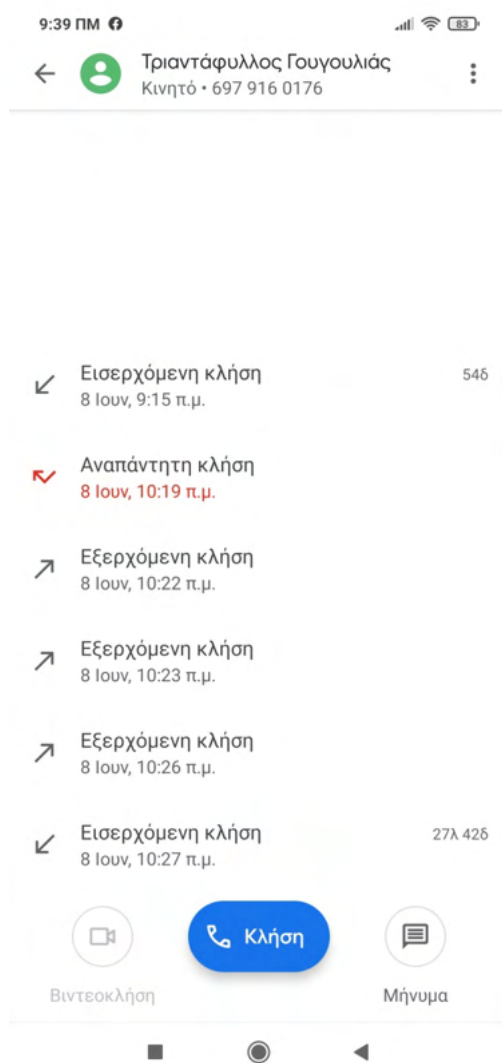 9:39 ΠΜ
83
Τριαντάφυλλος Γουγουλιάς
Κινητό • 697 916 0176
Εισερχόμενη κλήση
54δ
8 Ιουν, 9:15 π.μ.
Αναπάντητη κλήση
8 Ιουν, 10:19 π.μ.
Εξερχόμενη κλήση
8 Ιουν, 10:22 π.μ.
Εξερχόμενη κλήση
8 Ιουν, 10:23 π.μ.
Εξερχόμενη κλήση
8 Ιουν, 10:26 π.μ.
Εισερχόμενη κλήση
27λ 42δ
8 Ιουν, 10:27 π.μ.
Κλήση
Βιντεοκλήση
Μήνυμα